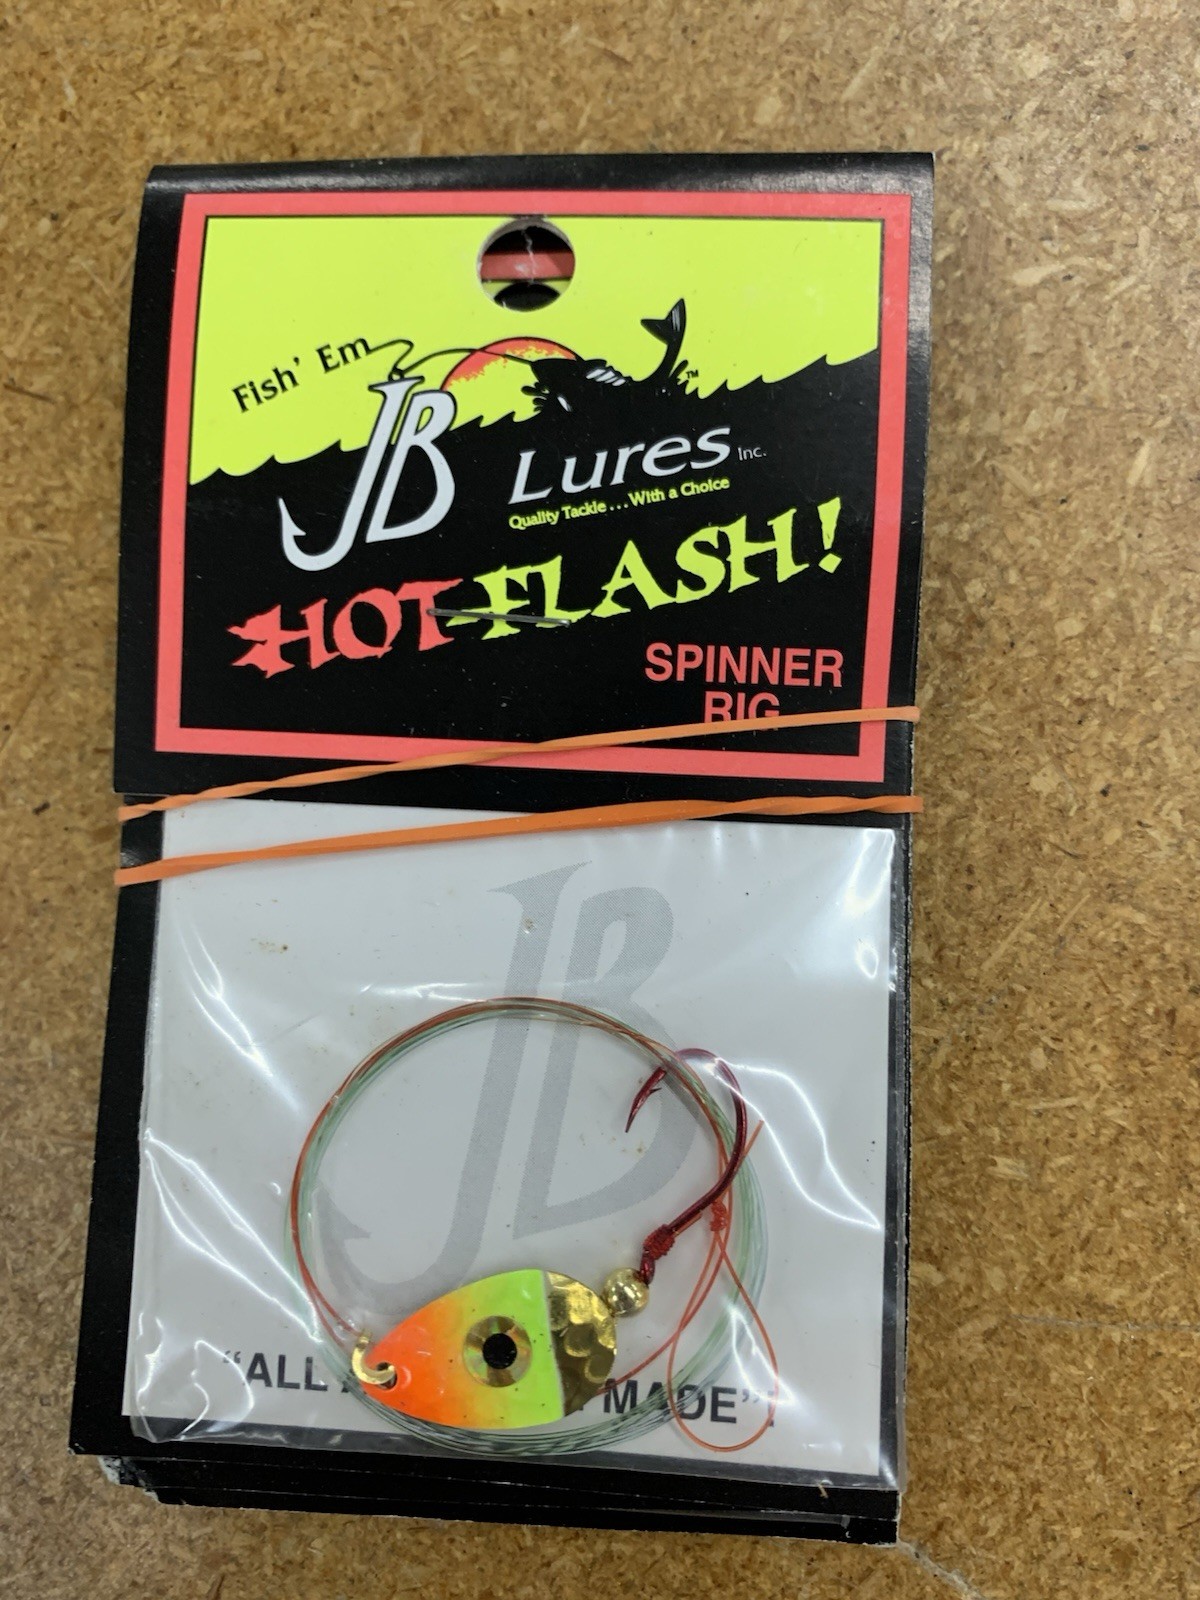 Fish' Em
JB
Lures Inc.
Quality Tackle ... With a Choice
HOT-FLASH!
SPINNER
RIG
JB
"ALL MADE"!